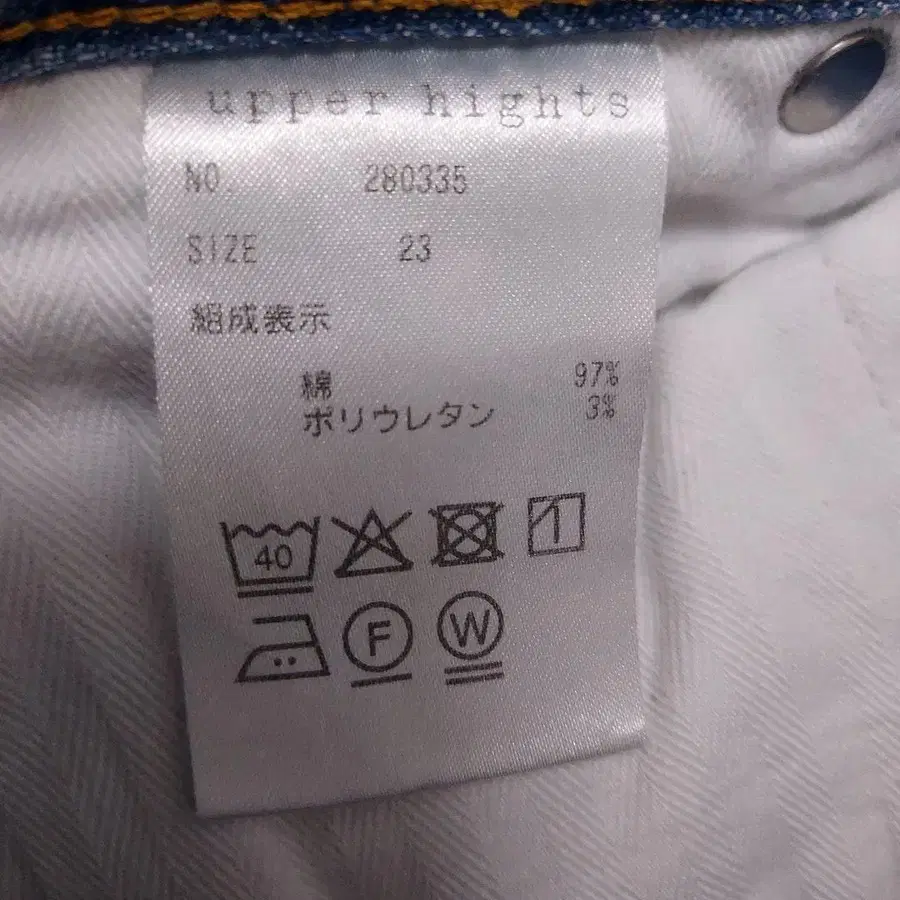 upper hights
NO. 280335
SIZE 23
組成表示
綿 97%
ポリウレタン 3%
40
F W